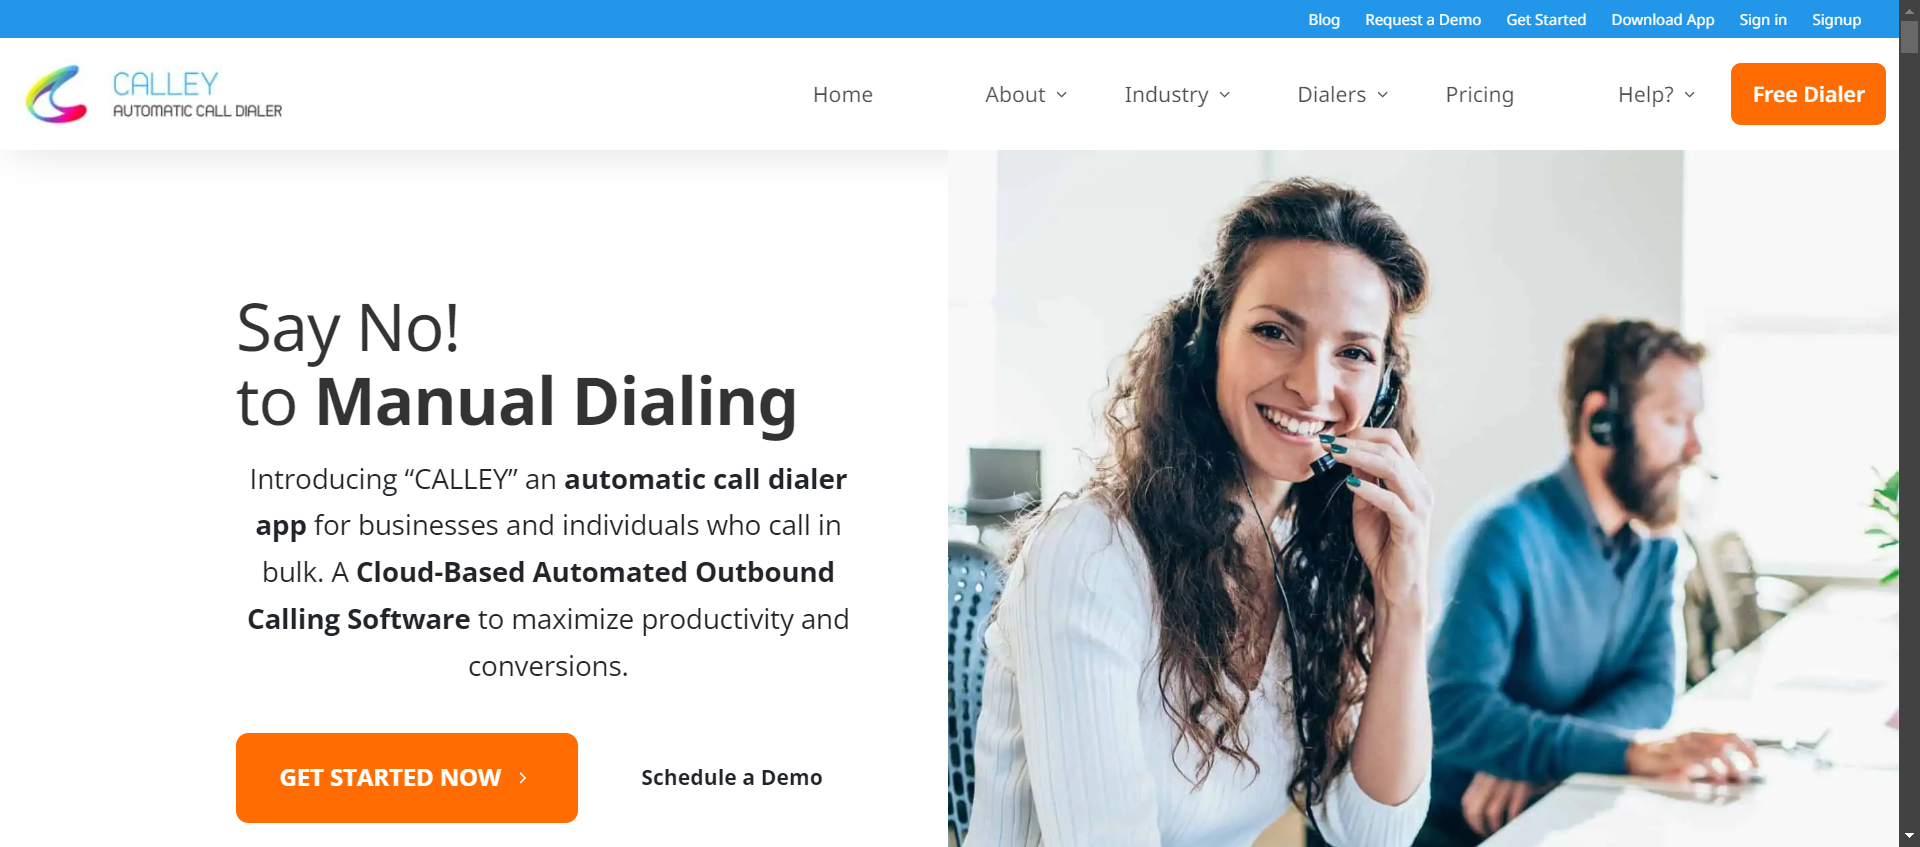 Blog Request a Demo Get Started Download App Sign in Signup
CALLEY
AUTOMATIC CALL DIALER
Home About Industry Dialers Pricing Help? Free Dialer
Say No!
to Manual Dialing
Introducing “CALLEY” an automatic call dialer
app for businesses and individuals who call in
bulk. A Cloud-Based Automated Outbound
Calling Software to maximize productivity and
conversions.
GET STARTED NOW
Schedule a Demo